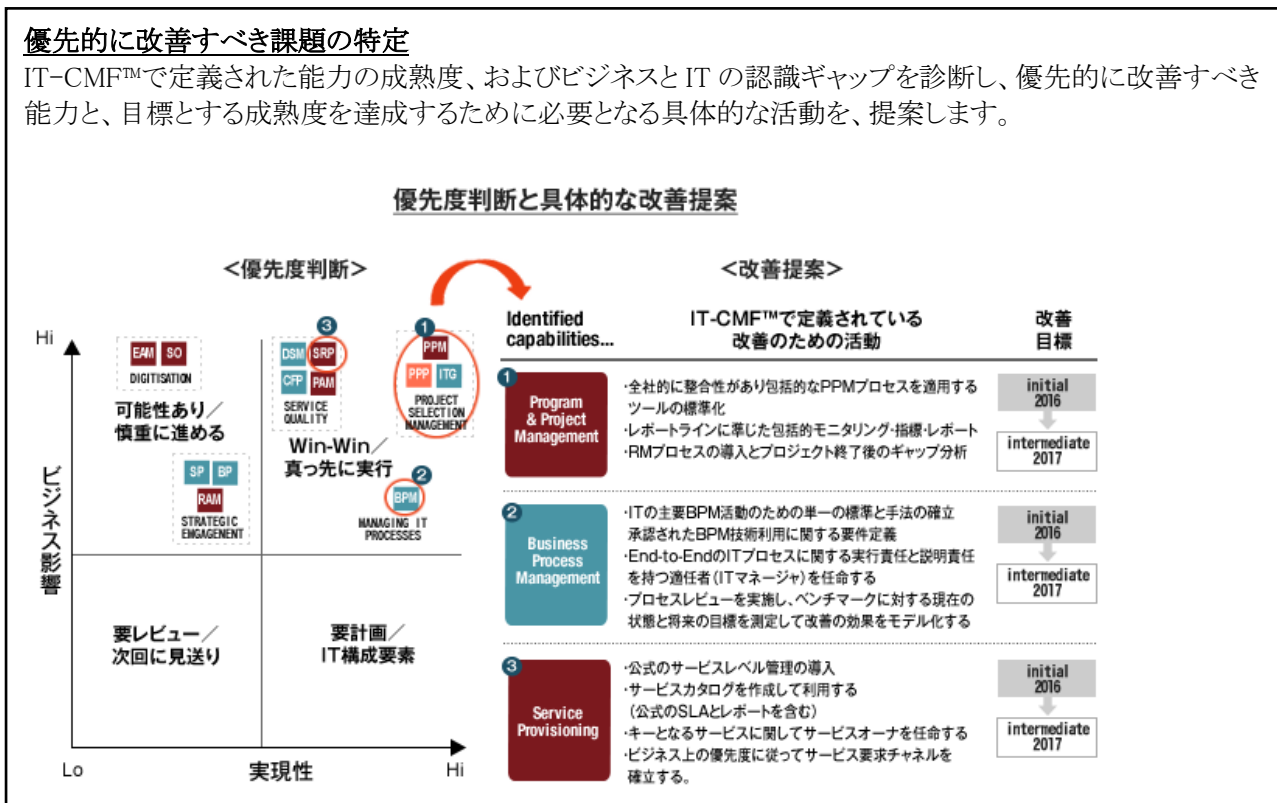 優先的に改善すべき課題の特定
IT-CMF™で定義された能力の成熟度、およびビジネスと IT の認識ギャップを診断し、優先的に改善すべき
能力と、目標とする成熟度を達成するために必要となる具体的な活動を、提案します。
優先度判断と具体的な改善提案
＜優先度判断＞
Hi
ビジネス影響
EAM SO
DIGITISATION
可能性あり／
慎重に進める
SP BP
RAM
STRATEGIC
ENGAGEMENT
3
DSM SRP
CFP PAM
SERVICE
QUALITY
1
PPM
PPP ITG
PROJECT
SELECTION
MANAGEMENT
Win-Win／
真っ先に実行
2
BPM
MANAGING IT
PROCESSES
要レビュー／
次回に見送り
要計画／
IT構成要素
Lo
実現性
Hi
＜改善提案＞
Identified
capabilities...
IT-CMF™で定義されている
改善のための活動
改善
目標
1
Program
& Project
Management
・全社的に整合性があり包括的なPPMプロセスを適用する
ツールの標準化
・レポートラインに準じた包括的モニタリング・指標・レポート
・RMプロセスの導入とプロジェクト終了後のギャップ分析
initial
2016
intermediate
2017
2
Business
Process
Management
・ITの主要BPM活動のための単一の標準と手法の確立
承認されたBPM技術利用に関する要件定義
・End-to-EndのITプロセスに関する実行責任と説明責任
を持つ適任者(ITマネージャ)を任命する
・プロセスレビューを実施し、ベンチマークに対する現在の
状態と将来の目標を測定して改善の効果をモデル化する
initial
2016
intermediate
2017
3
Service
Provisioning
・公式のサービスレベル管理の導入
・サービスカタログを作成して利用する
(公式のSLAとレポートを含む)
・キーとなるサービスに関してサービスオーナを任命する
・ビジネス上の優先度に従ってサービス要求チャネルを
確立する。
initial
2016
intermediate
2017